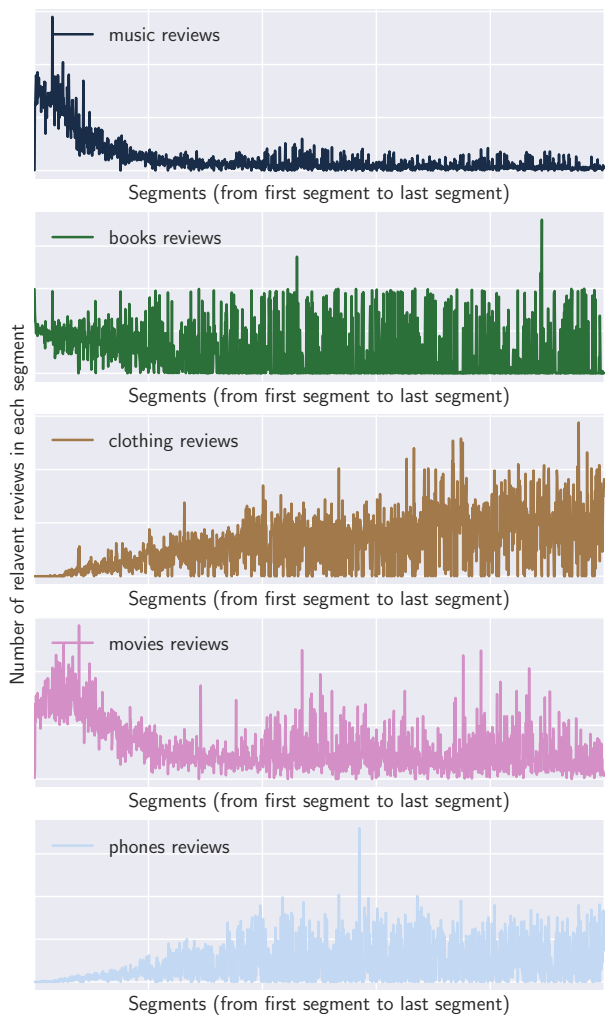 music reviews
Segments (from first segment to last segment)
books reviews
Segments (from first segment to last segment)
Number of relavent reviews in each segment
clothing reviews
Segments (from first segment to last segment)
movies reviews
Segments (from first segment to last segment)
phones reviews
Segments (from first segment to last segment)